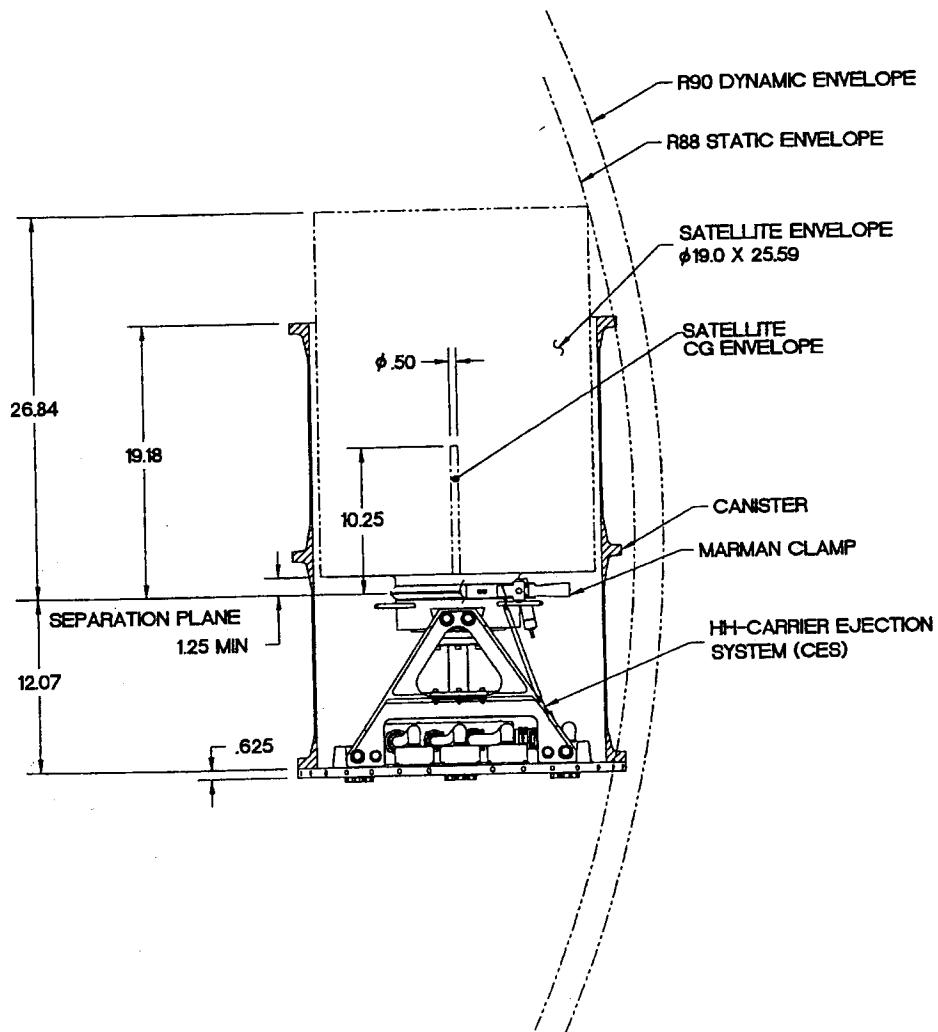 R90 DYNAMIC ENVELOPE
R88 STATIC ENVELOPE
SATELLITE ENVELOPE
ϕ19.0 X 25.59
SATELLITE
CG ENVELOPE
ϕ.50
26.84
19.18
10.25
CANISTER
MARMAN CLAMP
SEPARATION PLANE
1.25 MIN
HH-CARRIER EJECTION
SYSTEM (CES)
12.07
.625